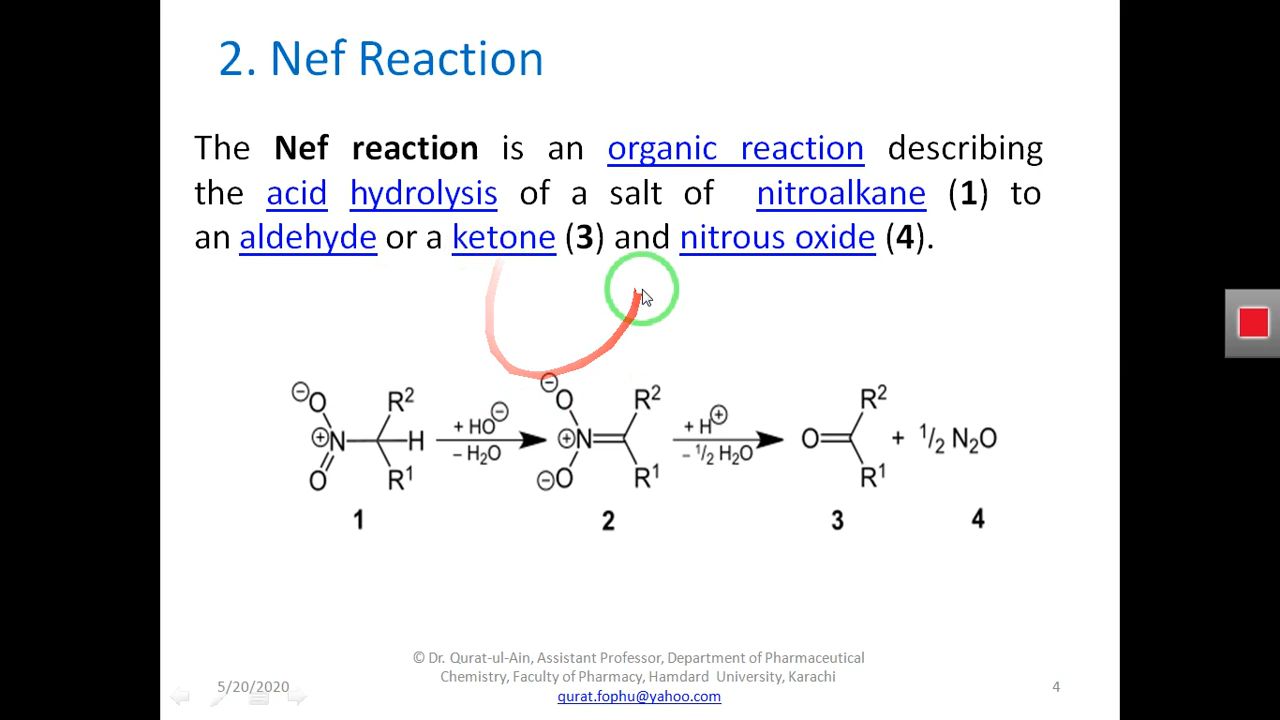 2. Nef Reaction
The Nef reaction is an organic reaction describing
the acid hydrolysis of a salt of nitroalkane (1) to
an aldehyde or a ketone (3) and nitrous oxide (4).
⊖O R² ⊖O R² R²
⊕N H + HO⊖ ⊕N + H⊕ O + ½ N₂O
– H₂O - ½ H₂O
O R¹ ⊖O R¹ R¹
1 2 3 4
© Dr. Qurat-ul-Ain, Assistant Professor, Department of Pharmaceutical
Chemistry, Faculty of Pharmacy, Hamdard University, Karachi
5/20/2020 qurat.fophu@yahoo.com 4